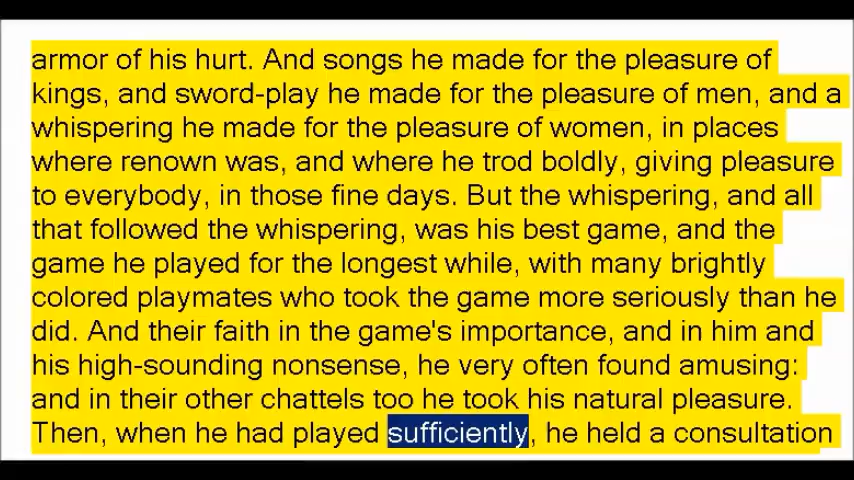 armor of his hurt. And songs he made for the pleasure of
kings, and sword-play he made for the pleasure of men, and a
whispering he made for the pleasure of women, in places
where renown was, and where he trod boldly, giving pleasure
to everybody, in those fine days. But the whispering, and all
that followed the whispering, was his best game, and the
game he played for the longest while, with many brightly
colored playmates who took the game more seriously than he
did. And their faith in the game's importance, and in him and
his high-sounding nonsense, he very often found amusing:
and in their other chattels too he took his natural pleasure.
Then, when he had played sufficiently, he held a consultation